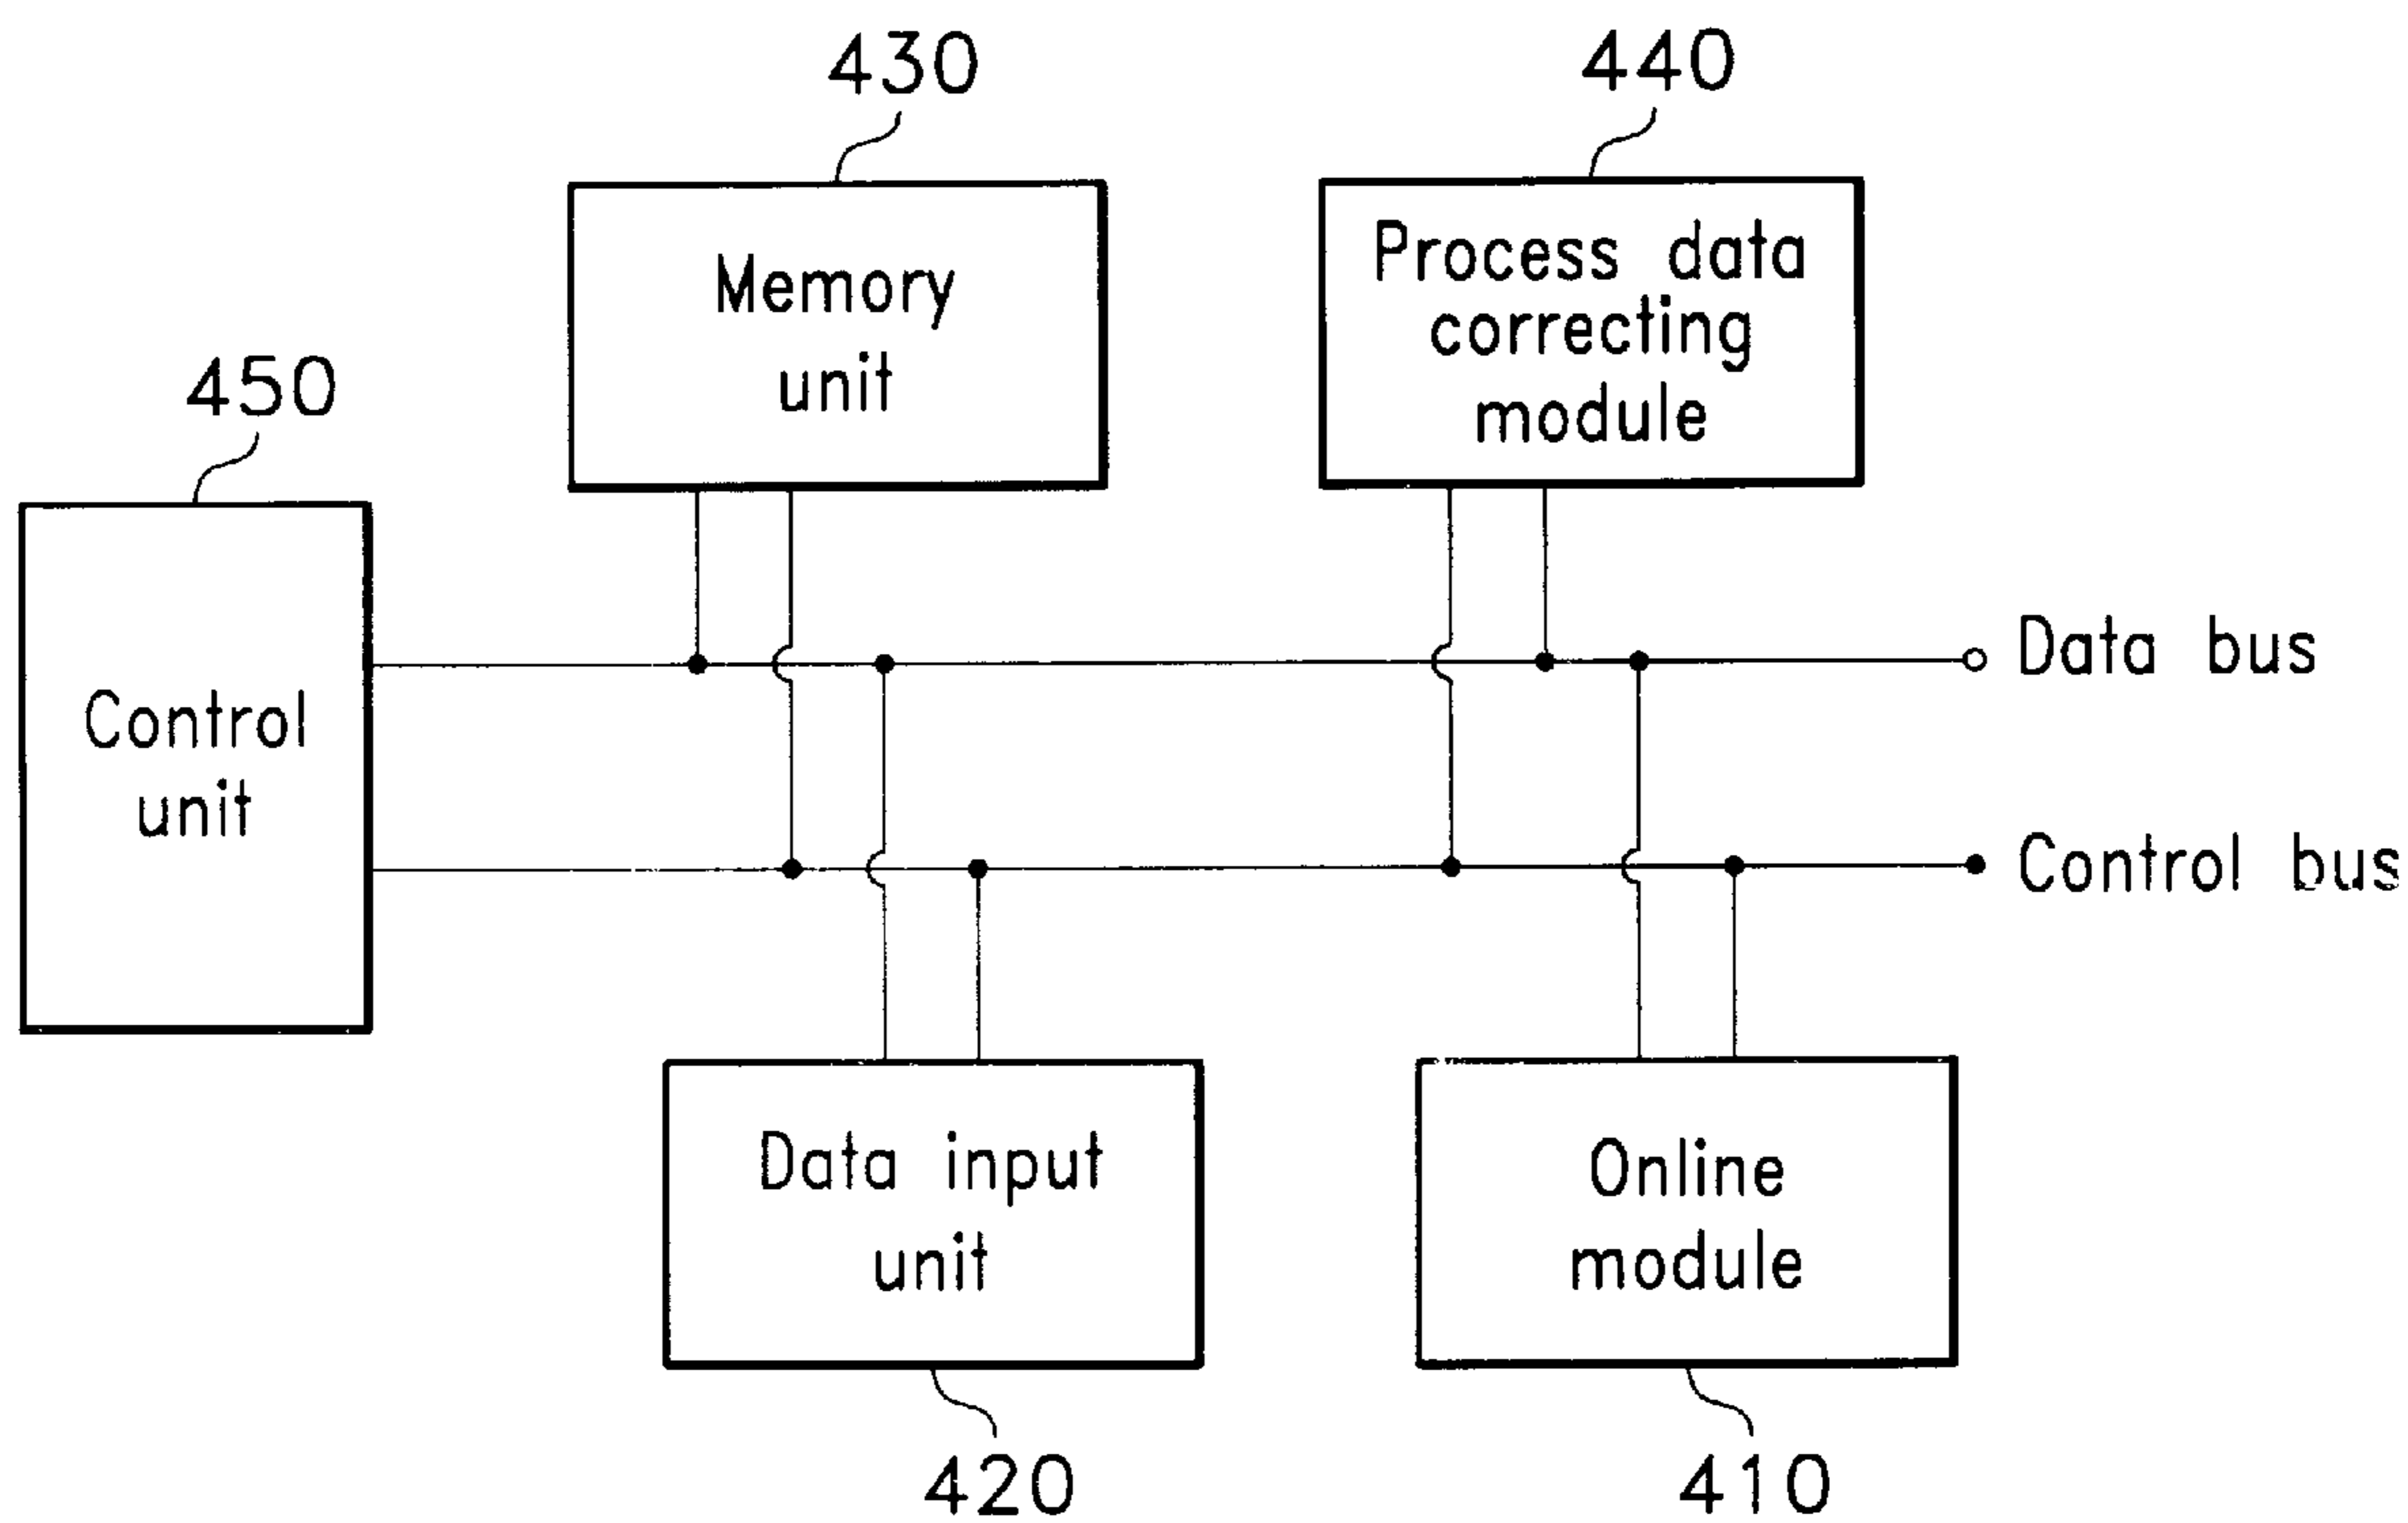 430
440
Memory
unit
Process data
correcting
module
450
Control
unit
Data bus
Control bus
Data input
unit
Online
module
420
410